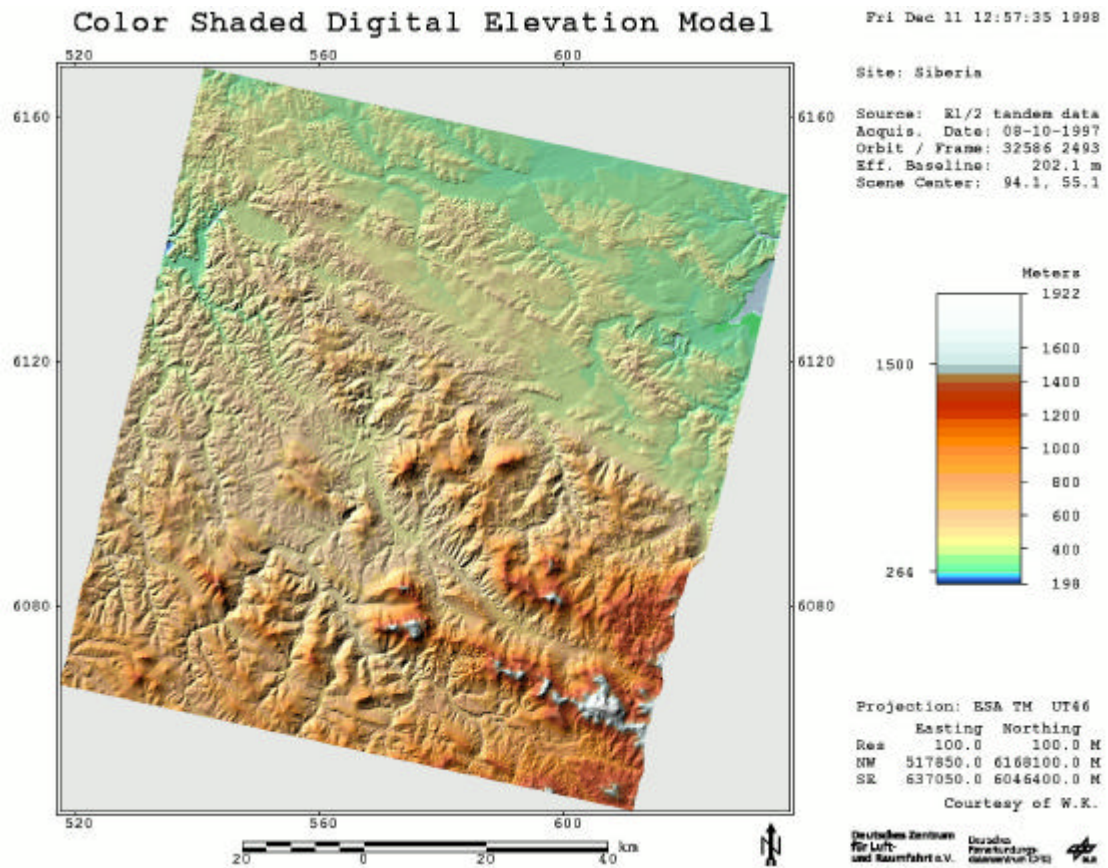 Color Shaded Digital Elevation Model
Fri Dec 11 12:57:35 1998
520 560 600
Site: Siberia
6160 6160
Source: E1/2 tandem data
Acquis. Date: 08-10-1997
Orbit / Frame: 32586 2493
Eff. Baseline: 202.1 m
Scene Center: 94.1, 55.1
Meters
1922
1600
1500
1400
1200
1000
800
600
400
266
198
6120 6120
6080 6080
Projection: ESA TM UT46
Easting Northing
Res 100.0 100.0 M
NW 517850.0 6168100.0 M
SE 637050.0 6046400.0 M
Courtesy of W.K.
520 560 600
20 0 20 40 km
N
Deutsches Zentrum
für Luft-
und Raumfahrt e.V.
Deutsches
DLR